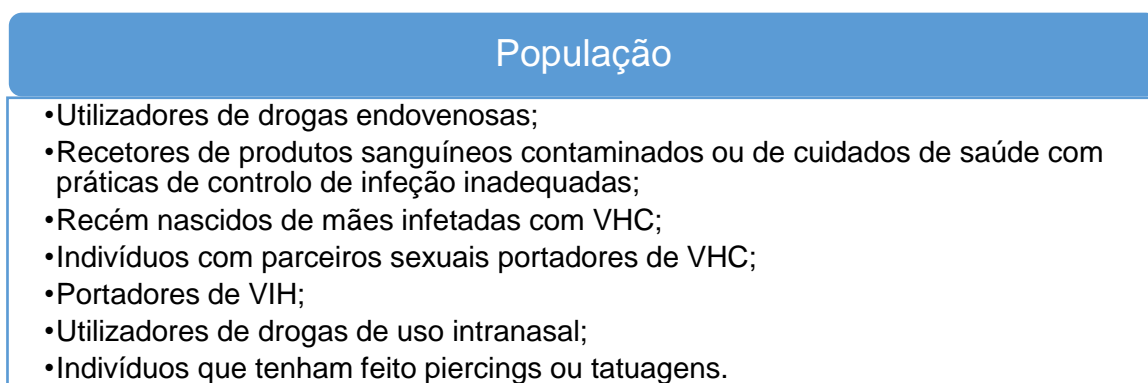 População
•Utilizadores de drogas endovenosas;
•Recetores de produtos sanguíneos contaminados ou de cuidados de saúde com
práticas de controlo de infeção inadequadas;
•Recém nascidos de mães infetadas com VHC;
•Indivíduos com parceiros sexuais portadores de VHC;
•Portadores de VIH;
•Utilizadores de drogas de uso intranasal;
•Indivíduos que tenham feito piercings ou tatuagens.